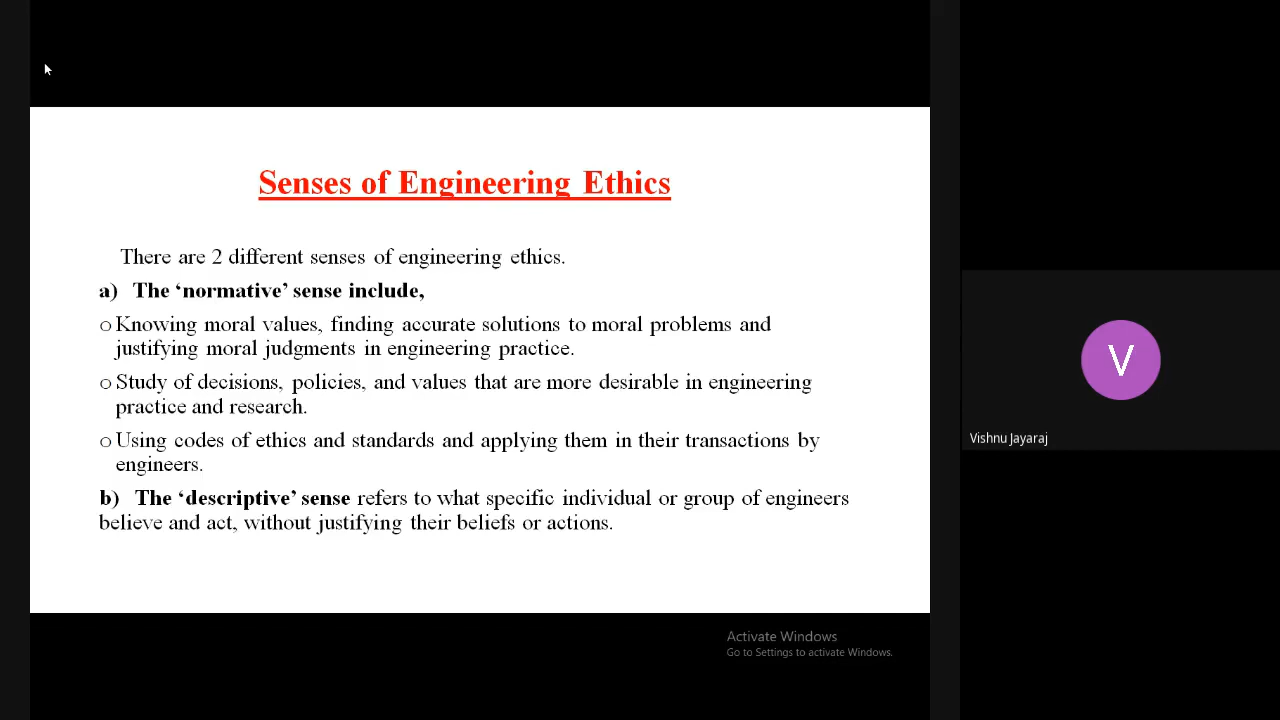 Senses of Engineering Ethics
There are 2 different senses of engineering ethics.
a) The ‘normative’ sense include,
o Knowing moral values, finding accurate solutions to moral problems and
justifying moral judgments in engineering practice.
o Study of decisions, policies, and values that are more desirable in engineering
practice and research.
o Using codes of ethics and standards and applying them in their transactions by
engineers.
b) The ‘descriptive’ sense refers to what specific individual or group of engineers
believe and act, without justifying their beliefs or actions.
V
Vishnu Jayaraj
Activate Windows
Go to Settings to activate Windows.